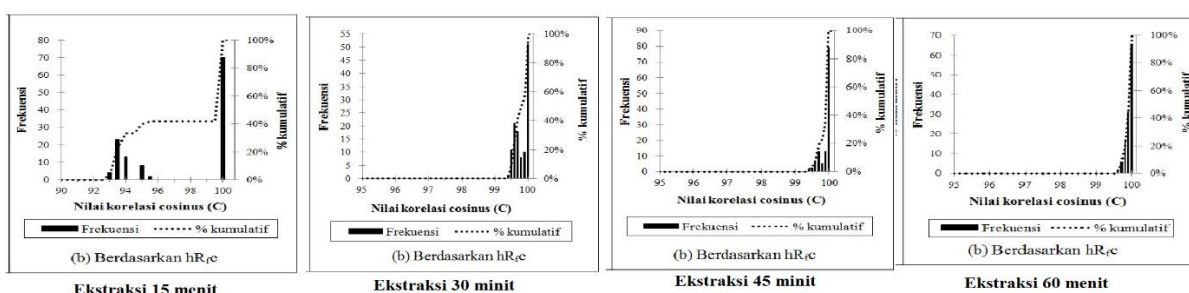 80
70
60
50
40
30
20
10
0
Frekuensi
100%
80%
60%
40%
20%
0%
% kumulatif
90 92 94 96 98 100
Nilai korelasi cosinus (C)
Frekuensi % kumulatif
(b) Berdasarkan hRfc
Ekstraksi 15 menit
55
50
45
40
35
30
25
20
15
10
5
0
Frekuensi
100%
80%
60%
40%
20%
0%
% kumulatif
95 96 97 98 99 100
Nilai korelasi cosinus (C)
Frekuensi % kumulatif
(b) Berdasarkan hRfc
Ekstraksi 30 minit
90
80
70
60
50
40
30
20
10
0
Frekuensi
100%
80%
60%
40%
20%
0%
% kumulatif
95 96 97 98 99 100
Nilai korelasi cosinus (C)
Frekuensi % kumulatif
(b) Berdasarkan hRfc
Ekstraksi 45 minit
70
60
50
40
30
20
10
0
Frekuensi
100%
80%
60%
40%
20%
0%
% kumulatif
95 96 97 98 99 100
Nilai korelasi cosinus (C)
Frekuensi % kumulatif
(b) Berdasarkan hRfc
Ekstraksi 60 menit